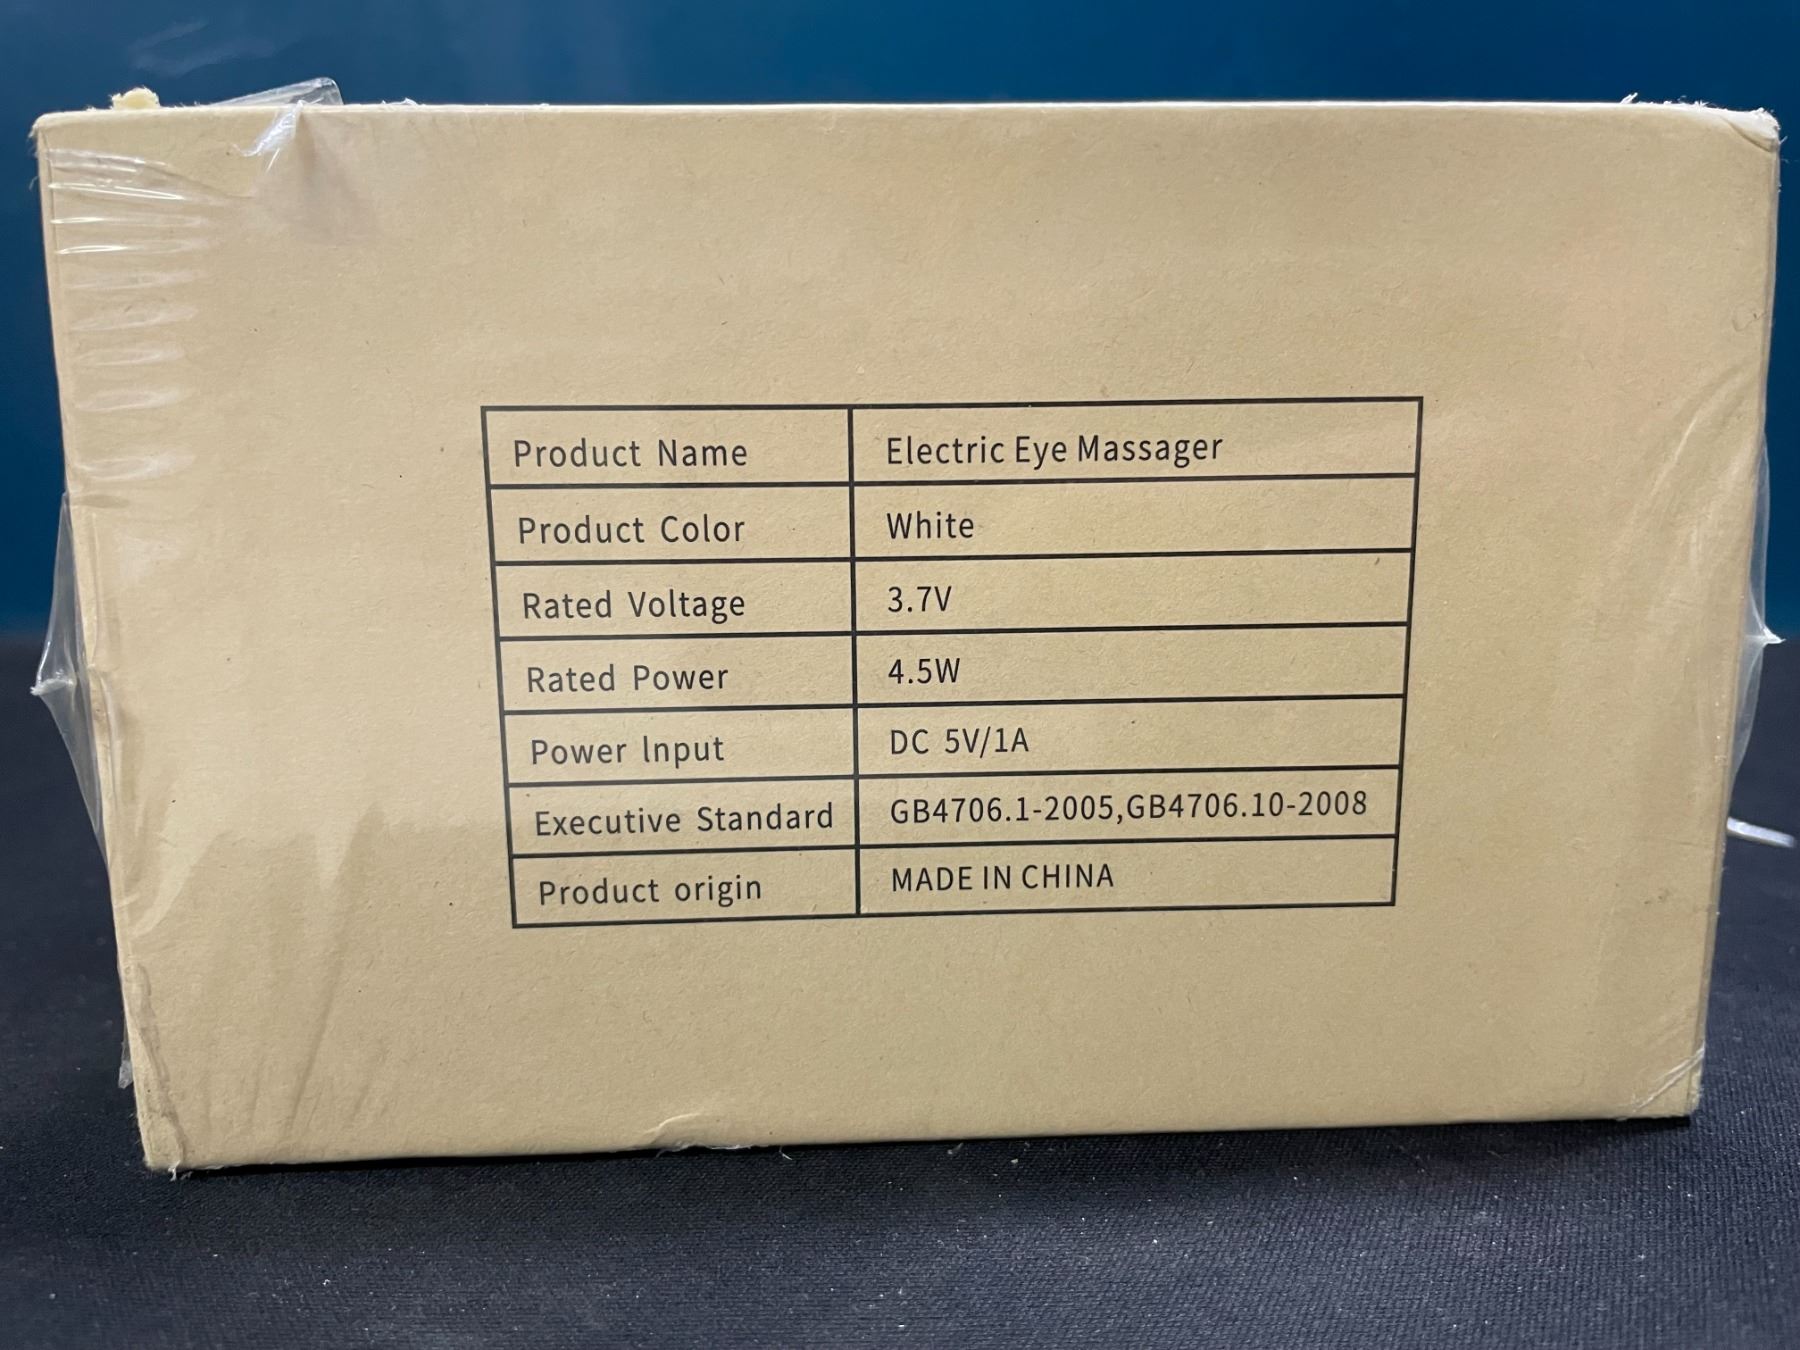 Product Name Electric Eye Massager
Product Color White
Rated Voltage 3.7V
Rated Power 4.5W
Power Input DC 5V/1A
Executive Standard GB4706.1-2005,GB4706.10-2008
Product origin MADE IN CHINA